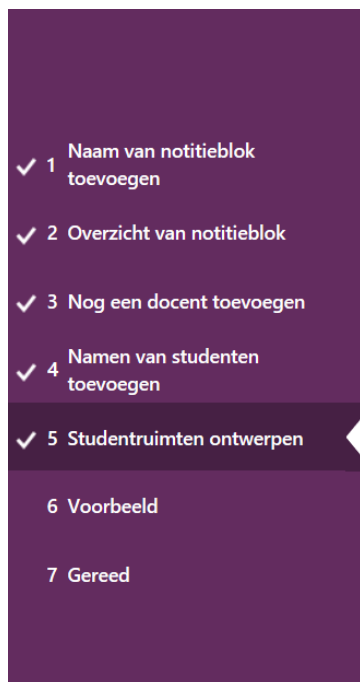 1 Naam van notitieblok
toevoegen
2 Overzicht van notitieblok
3 Nog een docent toevoegen
4 Namen van studenten
toevoegen
5 Studentruimten ontwerpen
6 Voorbeeld
7 Gereed